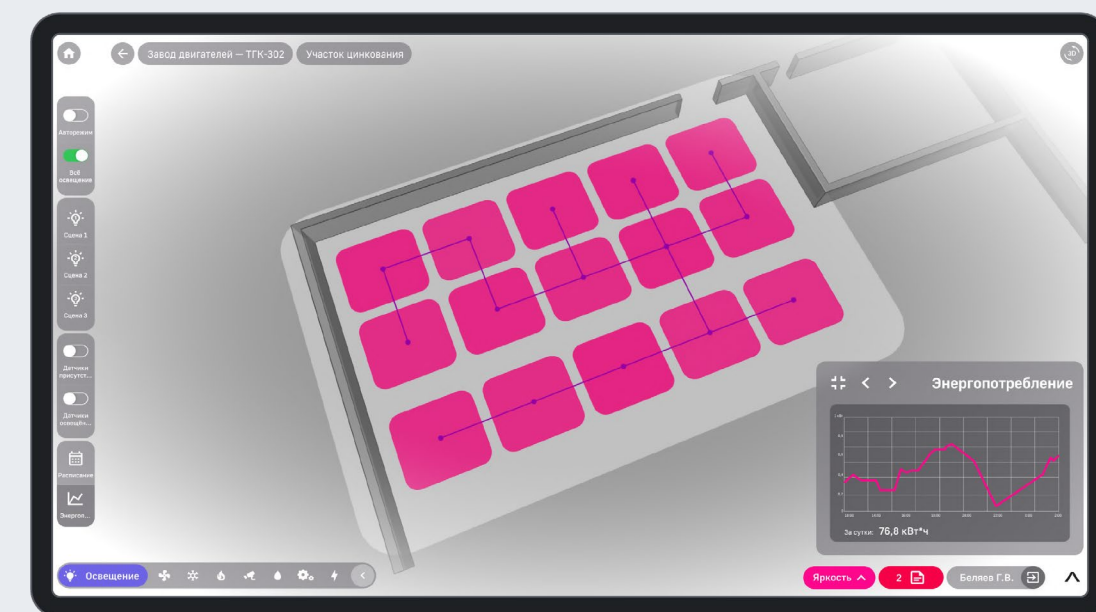 Завод двигателей — ТГК-302
Участок цинкования
3D
Авторежим
Всё
освещение
Сцена 1
Сцена 2
Сцена 3
Датчики
присутст...
Датчики
освещён...
Расписание
Энергоп...
Энергопотребление
За сутки: 76,8 кВт*ч
Освещение
Яркость
2
Беляев Г.В.